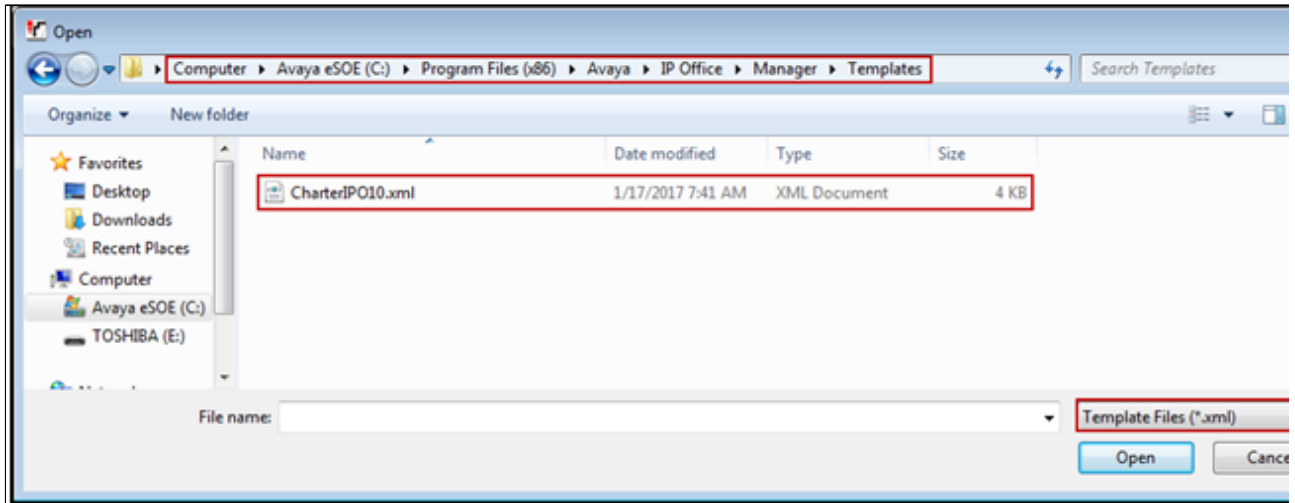 Open
Computer ▸ Avaya eSOE (C:) ▸ Program Files (x86) ▸ Avaya ▸ IP Office ▸ Manager ▸ Templates
Search Templates
Organize New folder
Name Date modified Type Size
CharterIPO10.xml 1/17/2017 7:41 AM XML Document 4 KB
Favorites
Desktop
Downloads
Recent Places
Computer
Avaya eSOE (C:)
TOSHIBA (E:)
File name:
Template Files (*.xml)
Open Cance